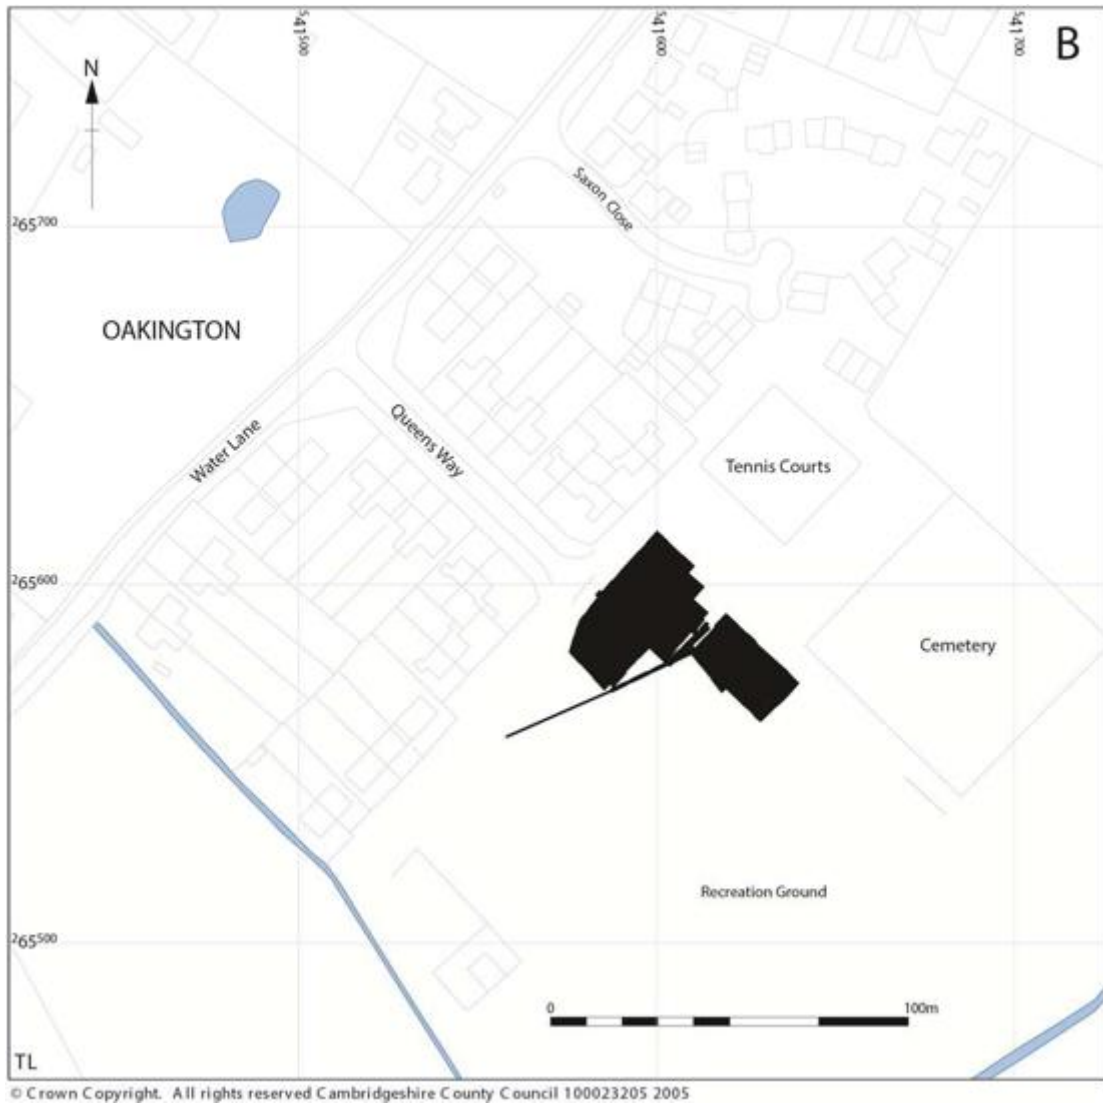 541500
541600
541700
B
N
Saxon Close
265700
OAKINGTON
Queens Way
Water Lane
Tennis Courts
265600
Cemetery
Recreation Ground
265500
0
100m
TL
© Crown Copyright. All rights reserved Cambridgeshire County Council 100023205 2005